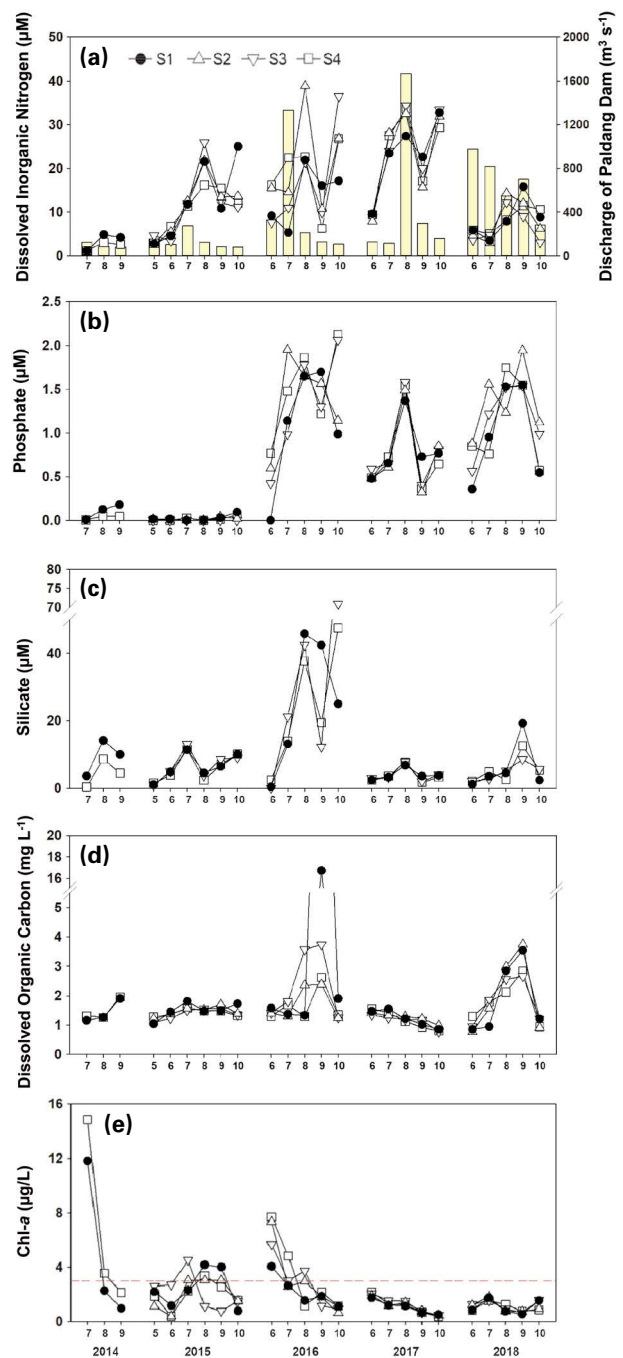 (a)
S1 S2 S3 S4
Dissolved Inorganic Nitrogen (µM)
50
40
30
20
10
0
Discharge of Paldang Dam (m³ s⁻¹)
2000
1600
1200
800
400
0
7 8 9 5 6 7 8 9 10 6 7 8 9 10 6 7 8 9 10 6 7 8 9 10
(b)
Phosphate (µM)
2.5
2.0
1.5
1.0
0.5
0.0
7 8 9 5 6 7 8 9 10 6 7 8 9 10 6 7 8 9 10 6 7 8 9 10
(c)
Silicate (µM)
80
75
70
40
20
0
7 8 9 5 6 7 8 9 10 6 7 8 9 10 6 7 8 9 10 6 7 8 9 10
(d)
Dissolved Organic Carbon (mg L⁻¹)
20
18
16
5
4
3
2
1
0
7 8 9 5 6 7 8 9 10 6 7 8 9 10 6 7 8 9 10 6 7 8 9 10
(e)
Chl-a (µg/L)
16
12
8
4
0
7 8 9 5 6 7 8 9 10 6 7 8 9 10 6 7 8 9 10 6 7 8 9 10
2014 2015 2016 2017 2018